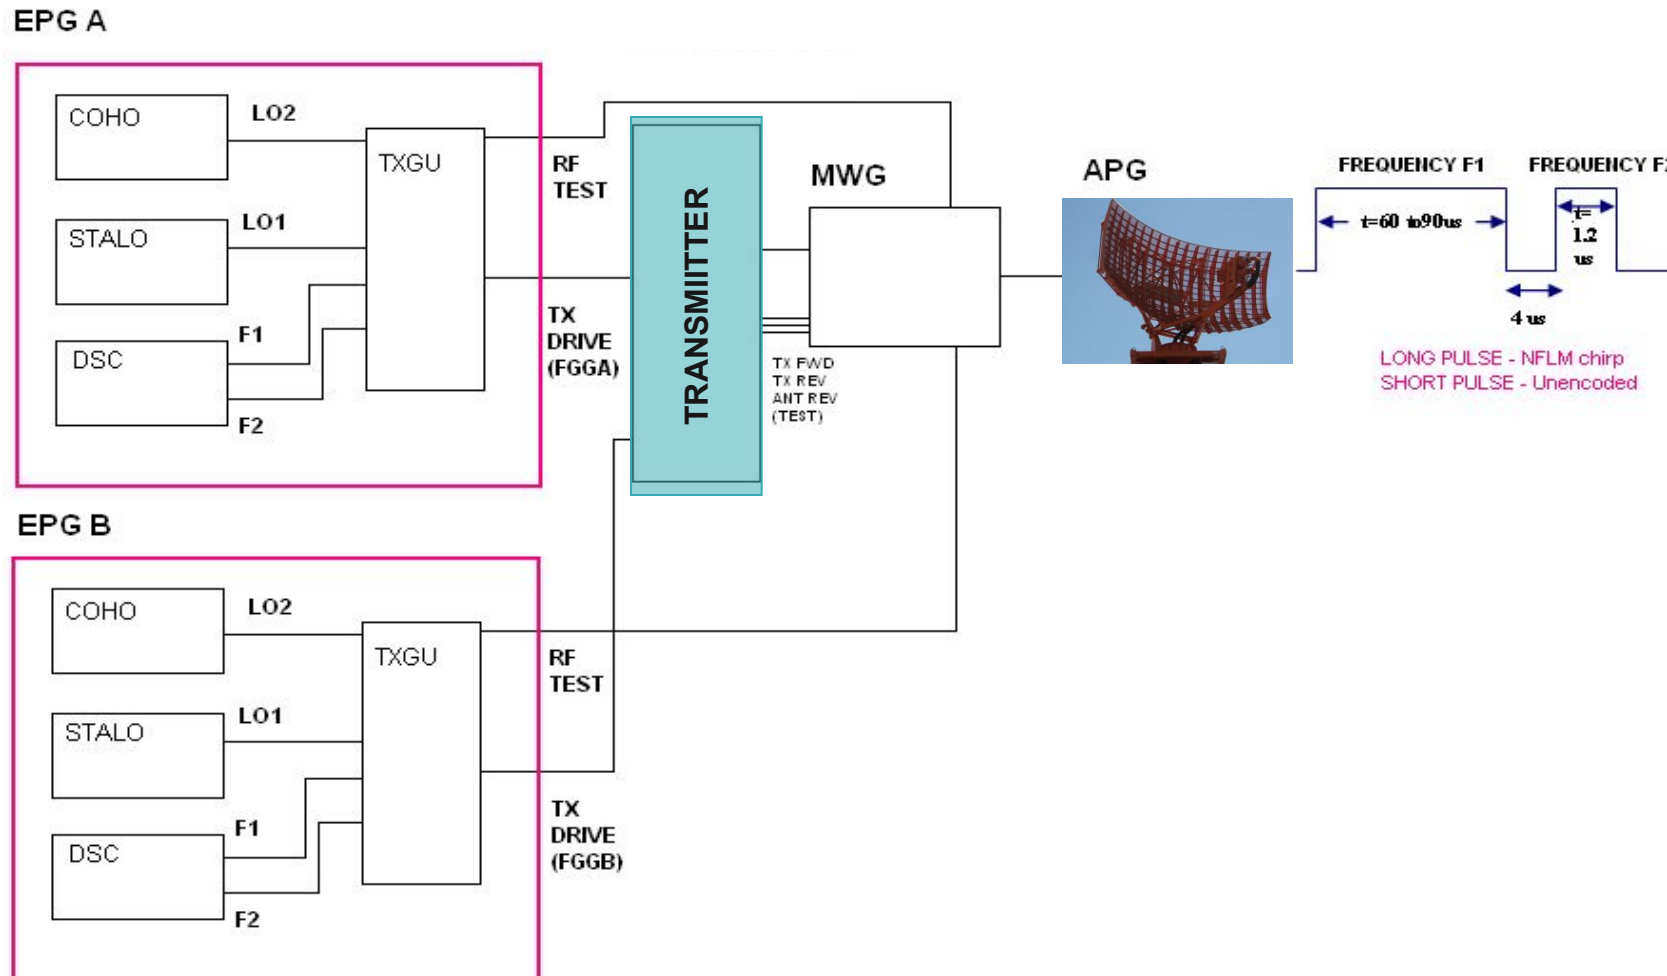 EPG A
COHO
LO2
STALO
LO1
DSC
F1
F2
TXGU
RF
TEST
TX
DRIVE
(FGGA)
TRANSMITTER
MWG
TX FWD
TX REV
ANT REV
(TEST)
APG
FREQUENCY F1
t=60 to90us
4 us
t=
1.2
us
LONG PULSE - NFLM chirp
SHORT PULSE - Unencoded
FREQUENCY
EPG B
COHO
LO2
STALO
LO1
DSC
F1
F2
TXGU
RF
TEST
TX
DRIVE
(FGGB)